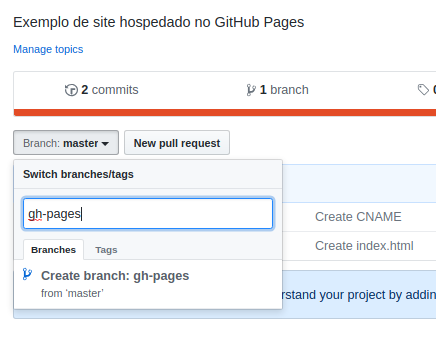 Exemplo de site hospedado no GitHub Pages
Manage topics
2 commits 1 branch
Branch: master New pull request
Switch branches/tags
gh-pages
Create CNAME
Branches Tags
Create index.html
Create branch: gh-pages
from 'master'
rstand your project by addin